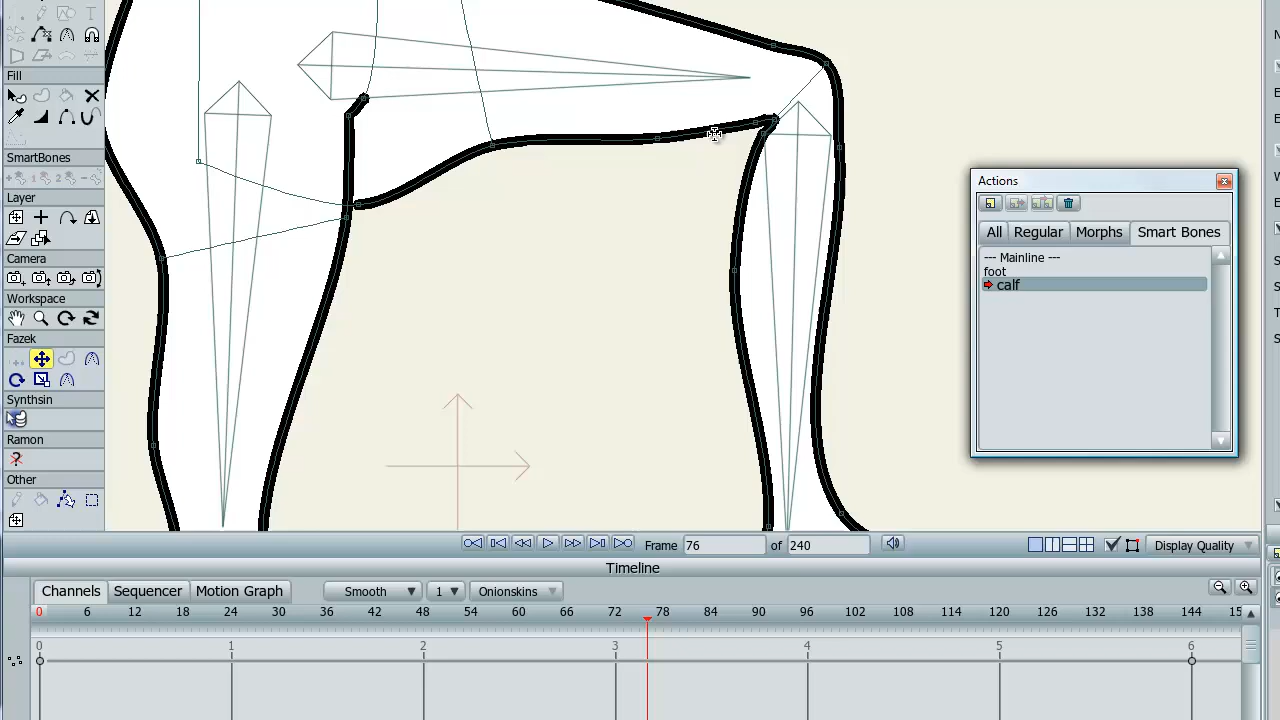 Fill
SmartBones
Layer
Camera
Workspace
Fazek
Synthsin
Ramon
Other
Actions
All Regular Morphs Smart Bones
--- Mainline ---
foot
calf
Frame 76 of 240
Display Quality
Timeline
Channels Sequencer Motion Graph Smooth 1 Onionskins
0 6 12 18 24 30 36 42 48 54 60 66 72 78 84 90 96 102 108 114 120 126 132 138 144 15
0 1 2 3 4 5 6